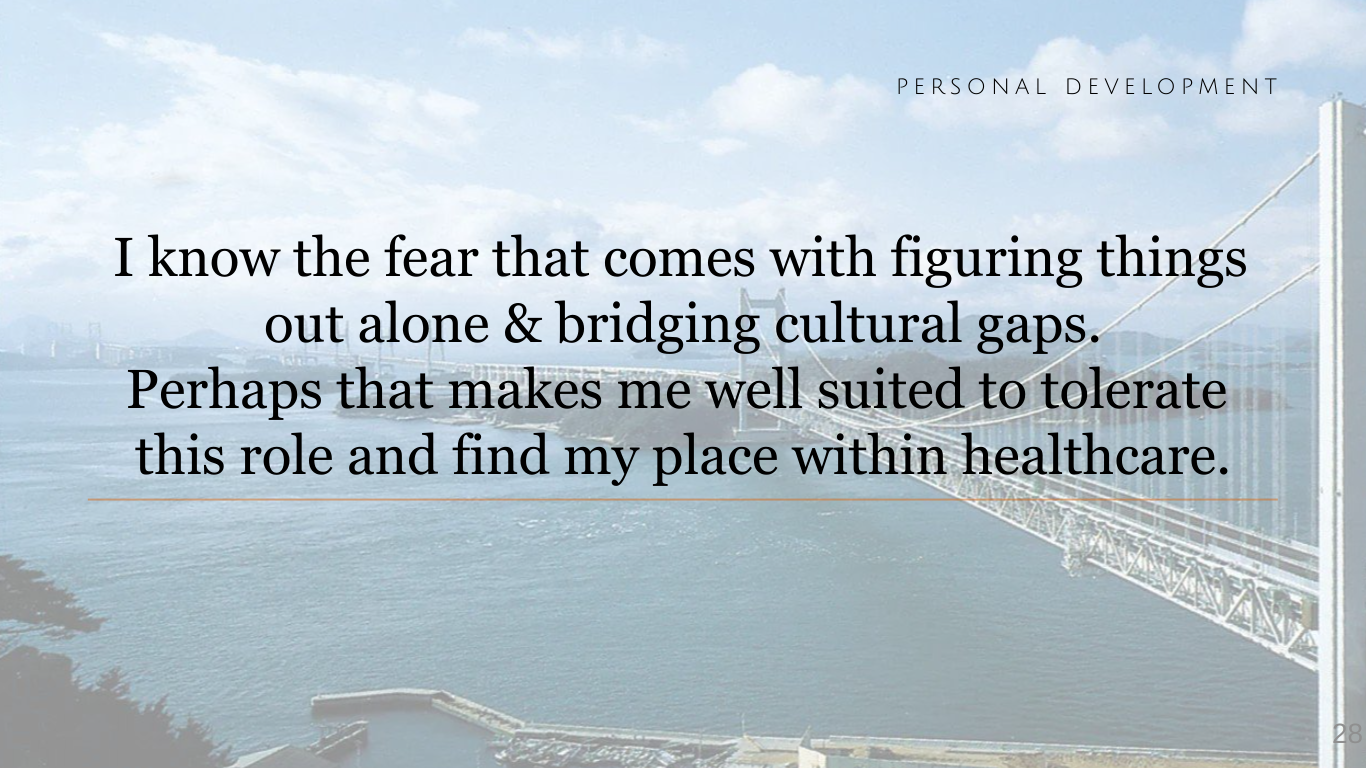 PERSONAL DEVELOPMENT
I know the fear that comes with figuring things
out alone & bridging cultural gaps.
Perhaps that makes me well suited to tolerate
this role and find my place within healthcare.
28